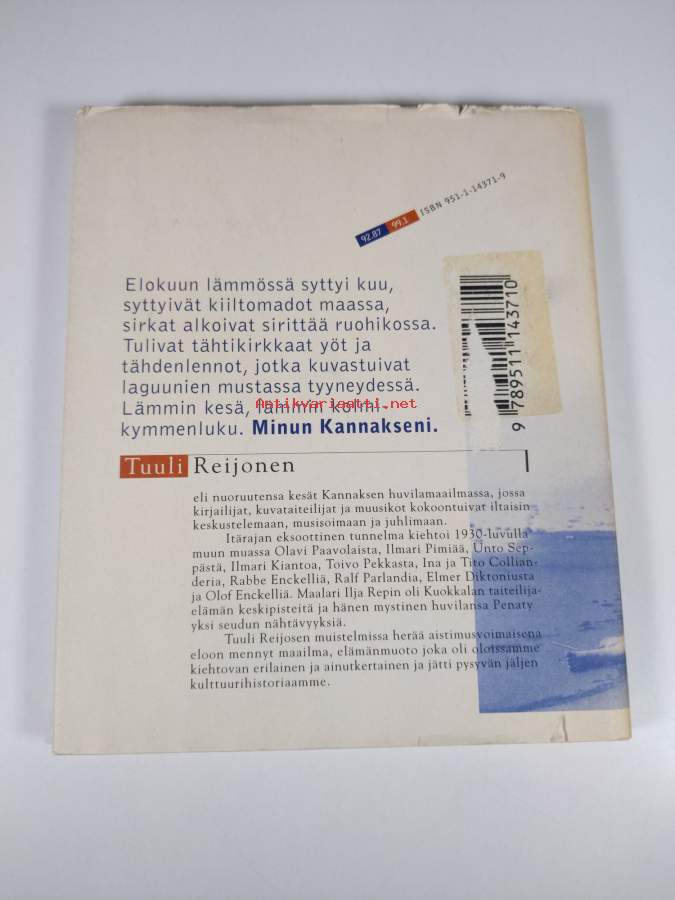 92.87 99.1 ISBN 951-1-14371-9
Elokuun lämmössä syttyi kuu,
syttyivät kiiltomadot maassa,
sirkat alkoivat sirittää ruohikossa.
Tulivat tähtikirkkaat yöt ja
tähdenlennot, jotka kuvastuivat
laguunien mustassa tyyneydessä.
Lämmin kesä, lämmin kolmi-
kymmenluku. Minun Kannakseni.
Antikvariaatti.net
9 789511 143710
Tuuli Reijonen
eli nuoruutensa kesät Kannaksen huvilamaailmassa, jossa
kirjailijat, kuvataiteilijat ja muusikot kokoontuivat iltaisin
keskustelemaan, musisoimaan ja juhlimaan.
Itärajan eksoottinen tunnelma kiehtoi 1930-luvulla
muun muassa Olavi Paavolaista, Ilmari Pimiää, Unto Sep-
pästä, Ilmari Kiantoa, Toivo Pekkasta, Ina ja Tito Collian-
deria, Rabbe Enckelliä, Ralf Parlandia, Elmer Diktoniusta
ja Olof Enckelliä. Maalari Ilja Repin oli Kuokkalan taiteilija-
elämän keskipisteitä ja hänen mystinen huvilansa Penaty
yksi seudun nähtävyyksiä.
Tuuli Reijosen muistelmissa herää aistimusvoimaisena
eloon mennyt maailma, elämänmuoto joka oli oloissamme
kiehtovan erilainen ja ainutkertainen ja jätti pysyvän jäljen
kulttuurihistoriaamme.